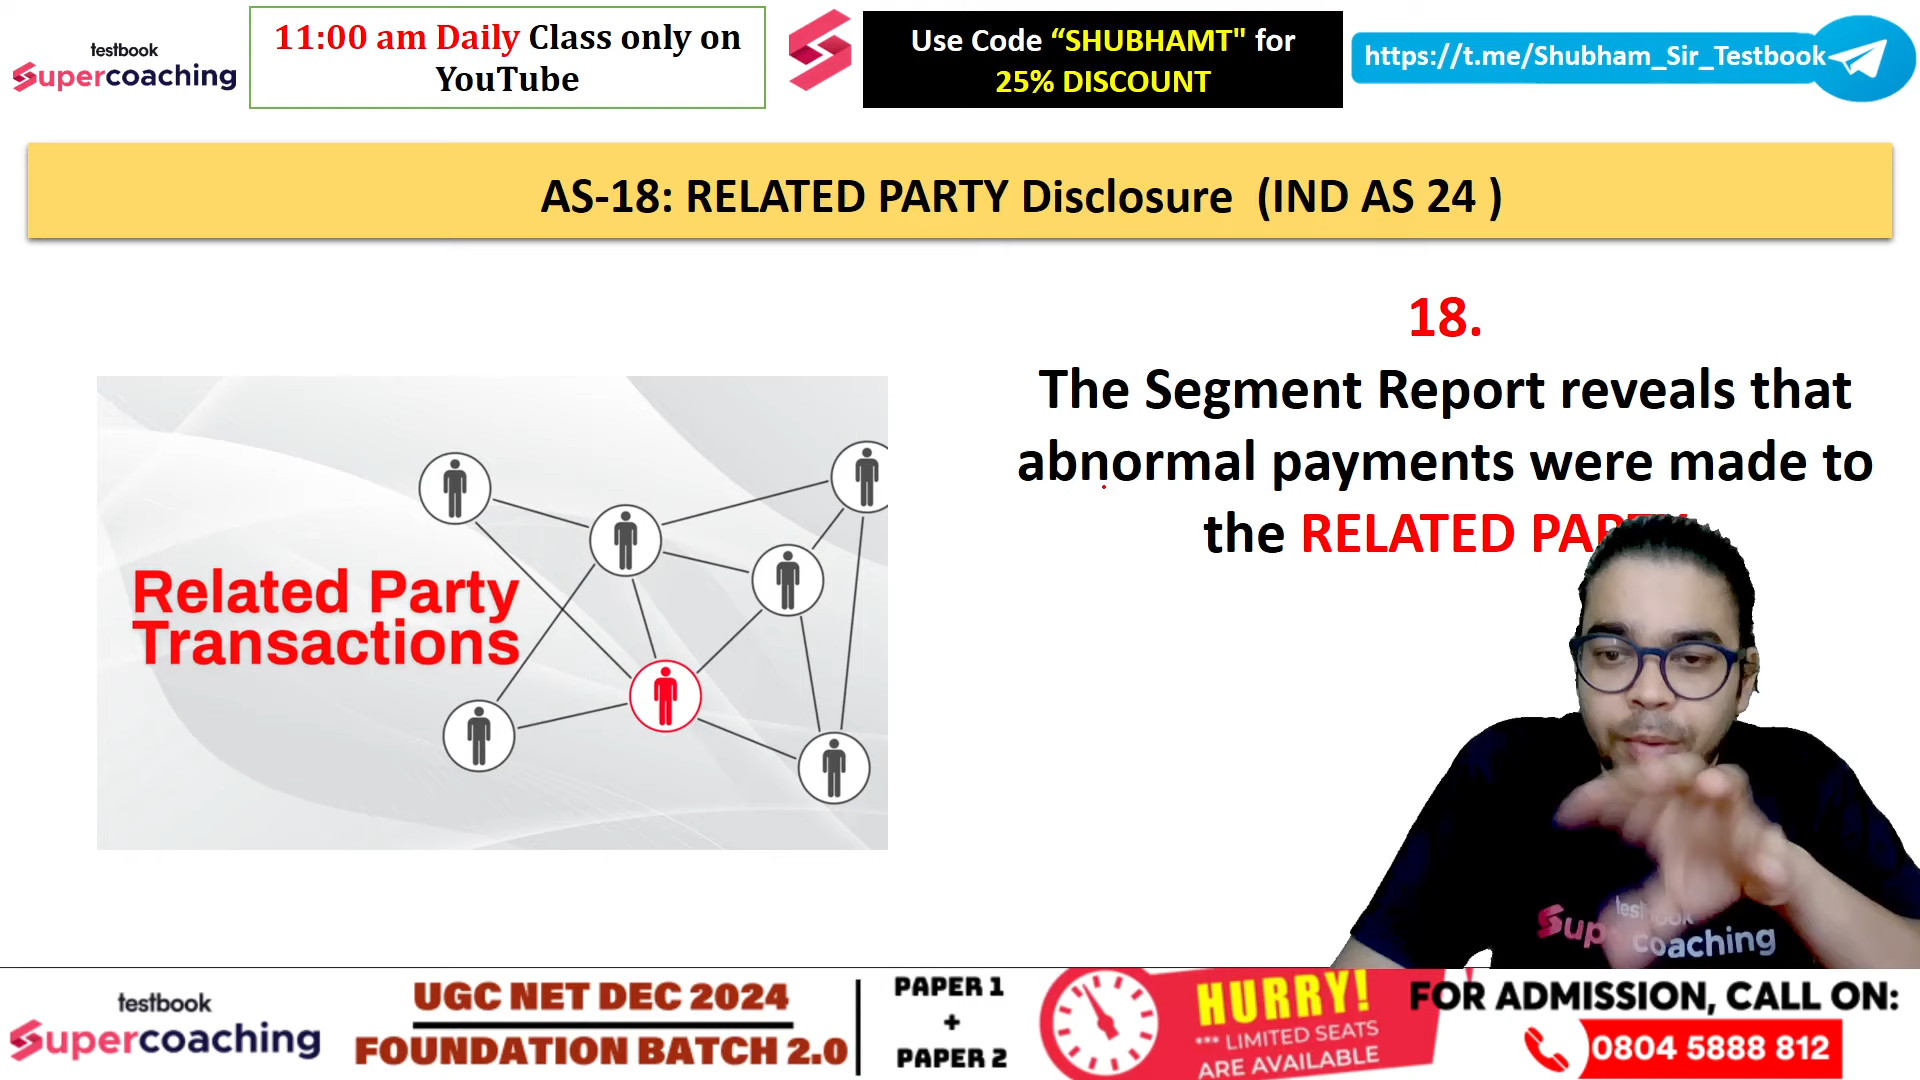 testbook
Supercoaching
11:00 am Daily Class only on
YouTube
Use Code “SHUBHAMT" for
25% DISCOUNT
https://t.me/Shubham_Sir_Testbook
AS-18: RELATED PARTY Disclosure (IND AS 24 )
18.
The Segment Report reveals that
abnormal payments were made to
the RELATED
Related Party
Transactions
coaching
testbook
Supercoaching
UGC NET DEC 2024
FOUNDATION BATCH 2.0
PAPER 1
+
PAPER 2
HURRY!
*** LIMITED SEATS
ARE AVAILABLE
FOR ADMISSION, CALL ON:
0804 5888 812